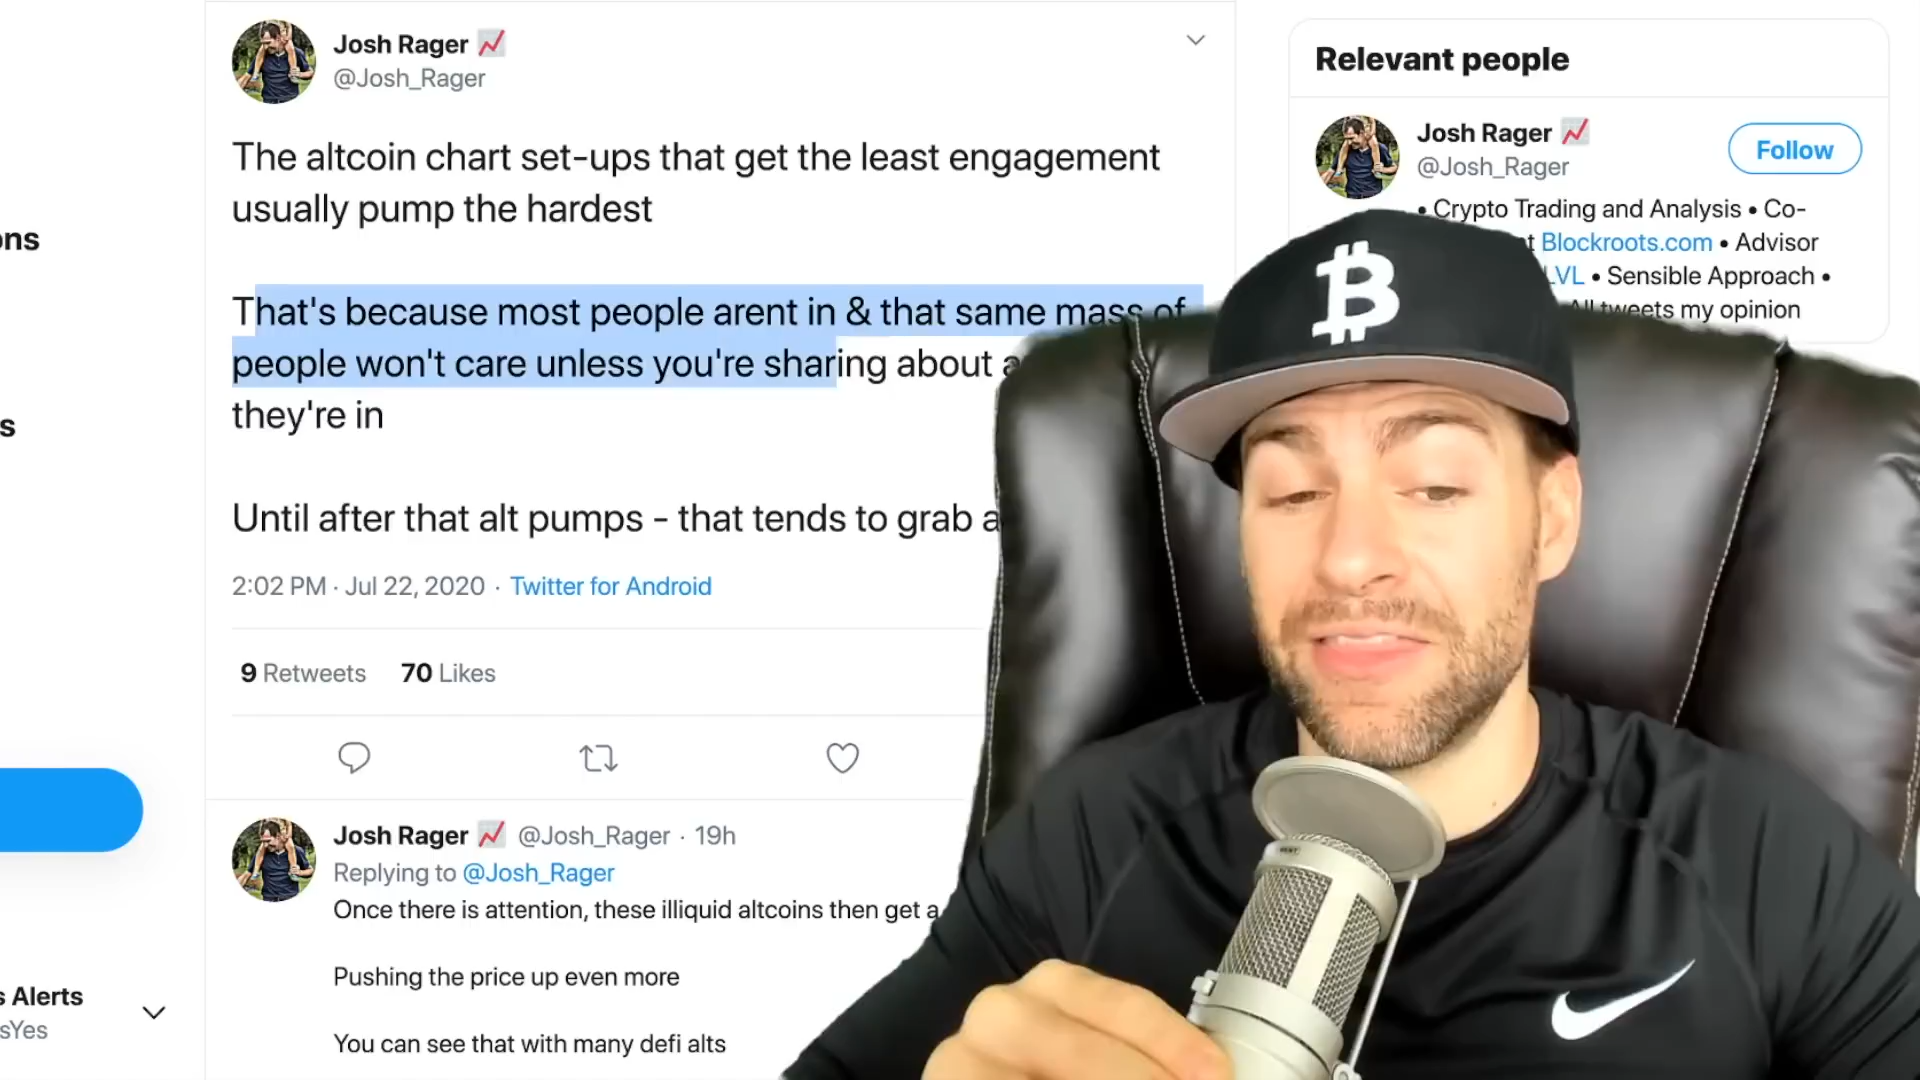 Josh Rager
@Josh_Rager
The altcoin chart set-ups that get the least engagement
usually pump the hardest
That's because most people arent in & that same mass of
people won't care unless you're sharing about
they're in
Until after that alt pumps - that tends to grab
2:02 PM · Jul 22, 2020 · Twitter for Android
9 Retweets 70 Likes
Josh Rager @Josh_Rager · 19h
Replying to @Josh_Rager
Once there is attention, these illiquid altcoins then get
Pushing the price up even more
You can see that with many defi alts
Relevant people
Josh Rager
@Josh_Rager
Follow
• Crypto Trading and Analysis • Co-
Blockroots.com • Advisor
LVL • Sensible Approach •
All tweets my opinion
ons
s
s Alerts
sYes